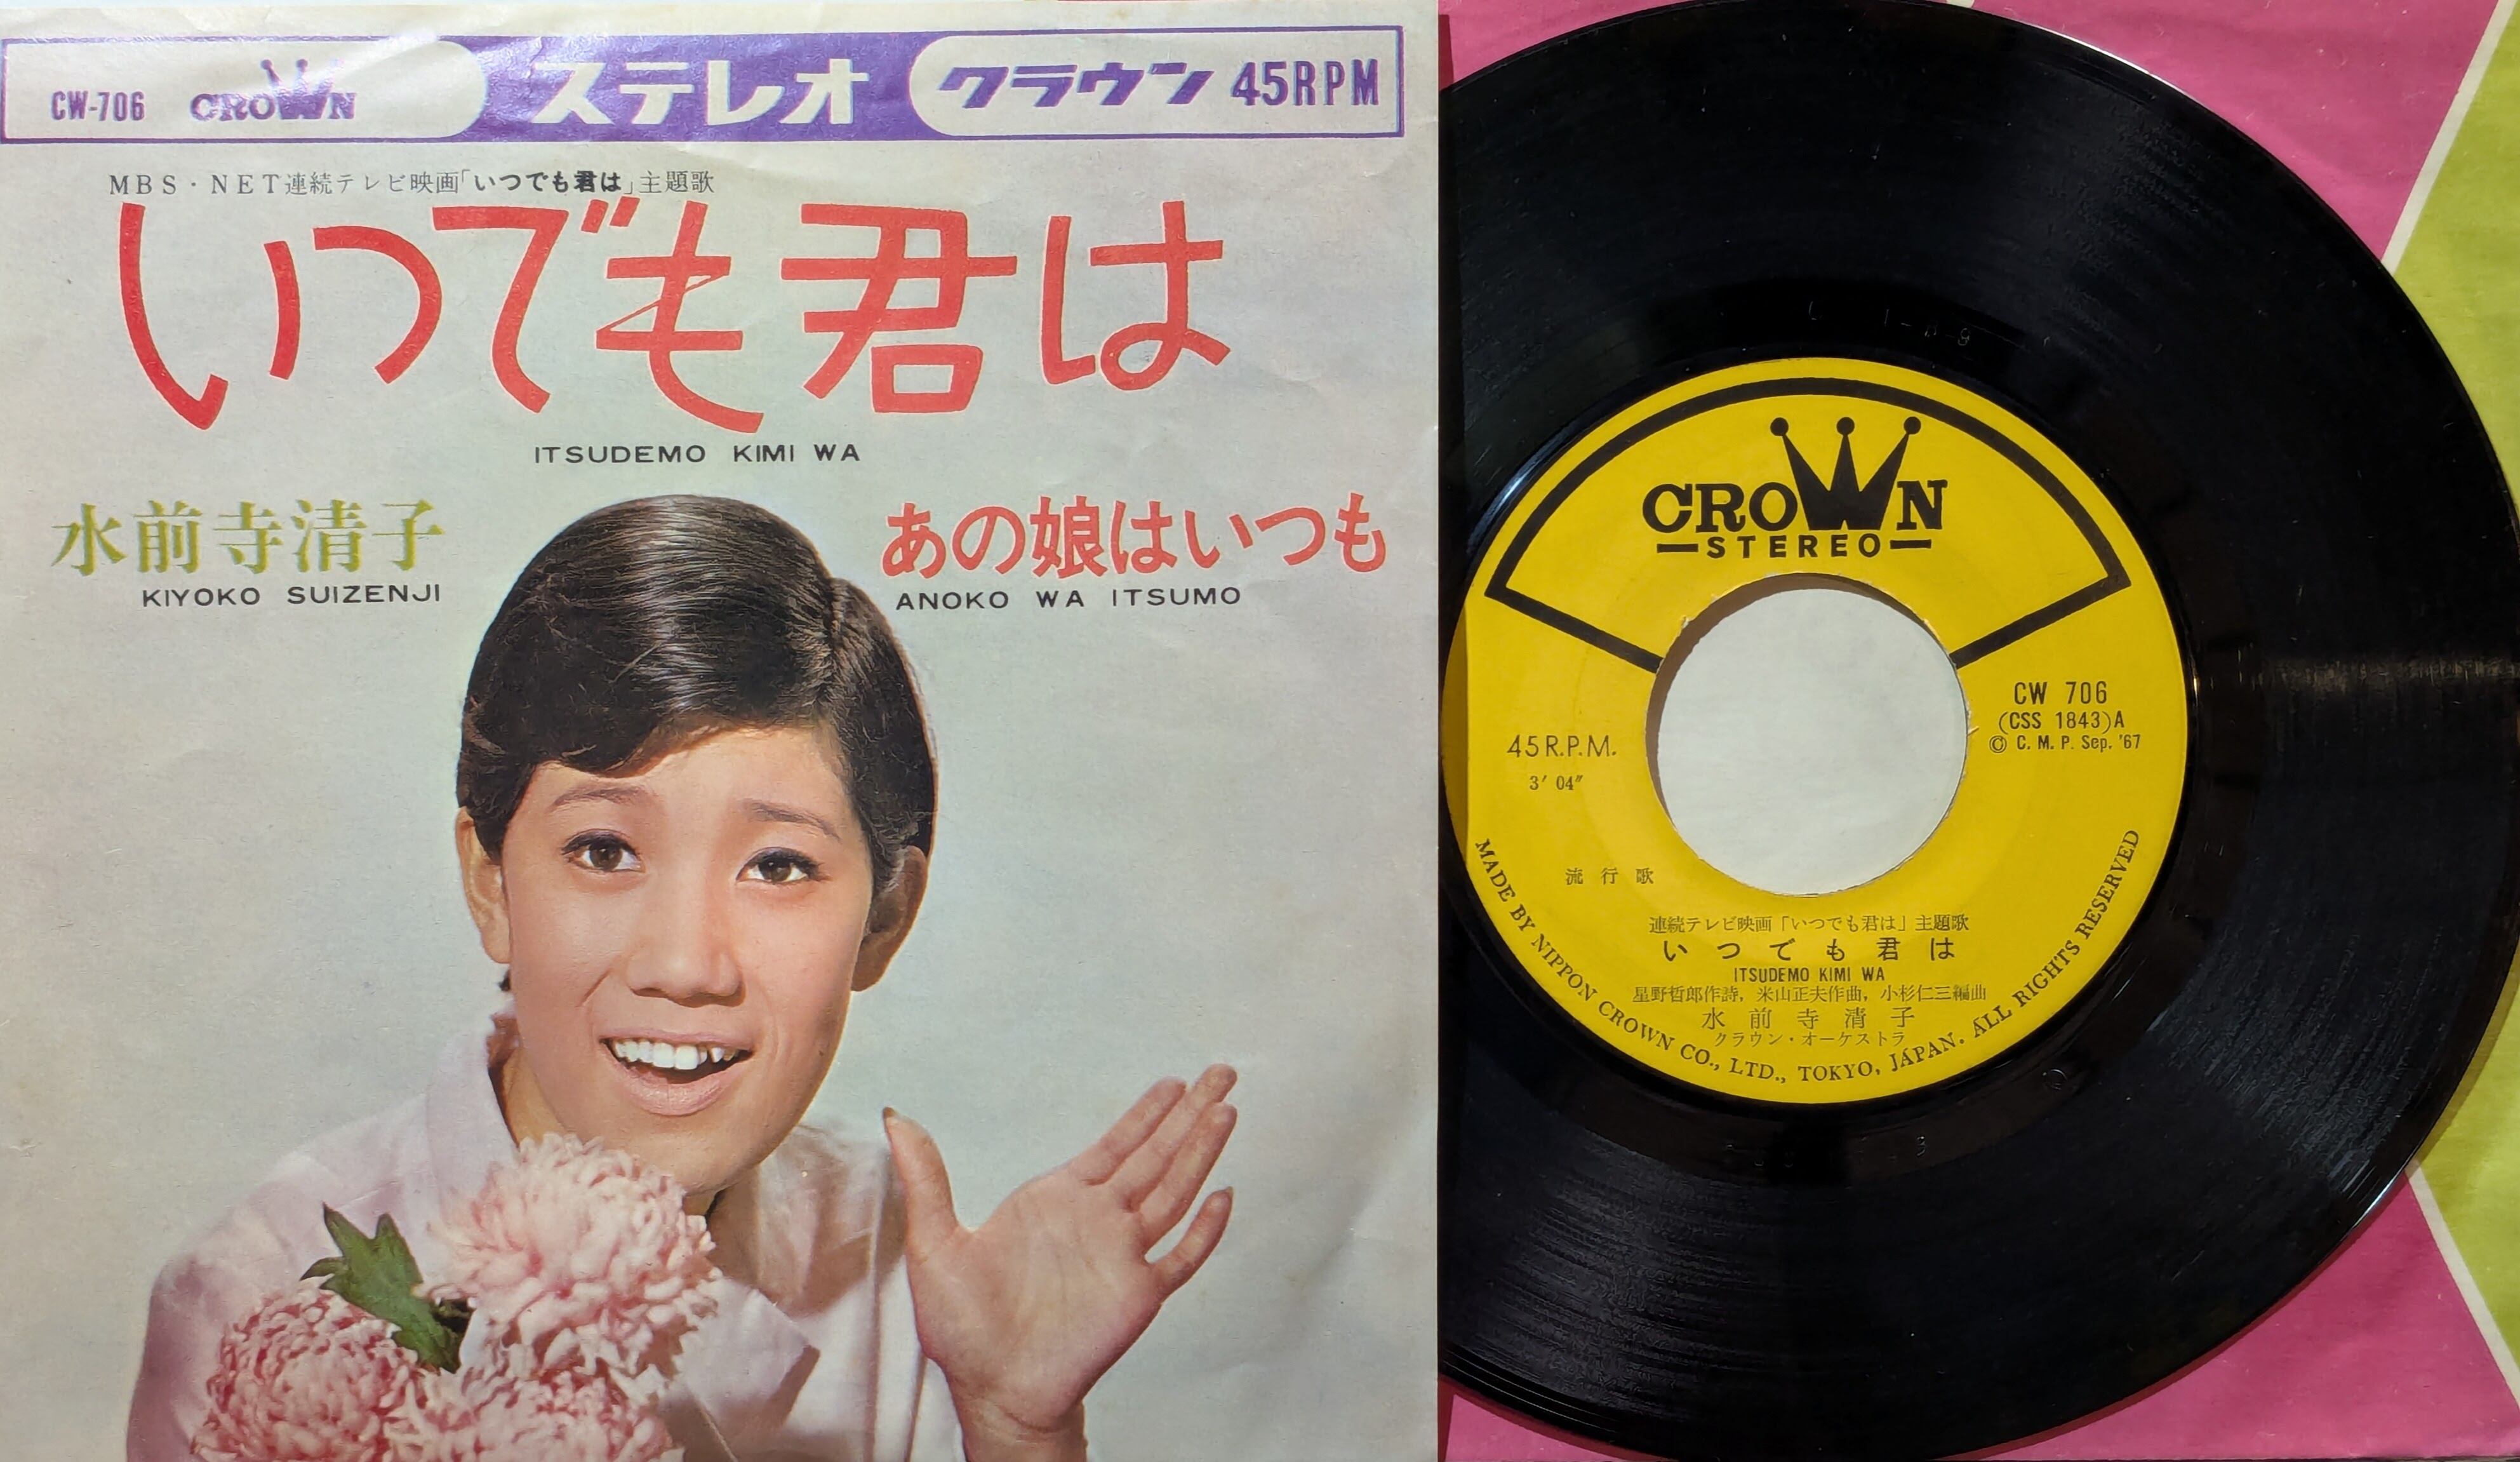 CW-706 CROWN ステレオ クラウン 45RPM
MBS・NET連続テレビ映画「いつでも君は」主題歌
いつでも君は
ITSUDEMO KIMI WA
水前寺清子
KIYOKO SUIZENJI
あの娘はいつも
ANOKO WA ITSUMO
CROWN
STEREO
CW 706
(CSS 1843)A
© C. M. P. Sep. '67
45 R.P.M.
3' 04"
流行歌
連続テレビ映画「いつでも君は」主題歌
いつでも君は
ITSUDEMO KIMI WA
星野哲郎作詩, 米山正夫作曲, 小杉仁三編曲
水前寺清子
クラウン・オーケストラ
MADE BY NIPPON CROWN CO., LTD., TOKYO, JAPAN. ALL RIGHTS RESERVED